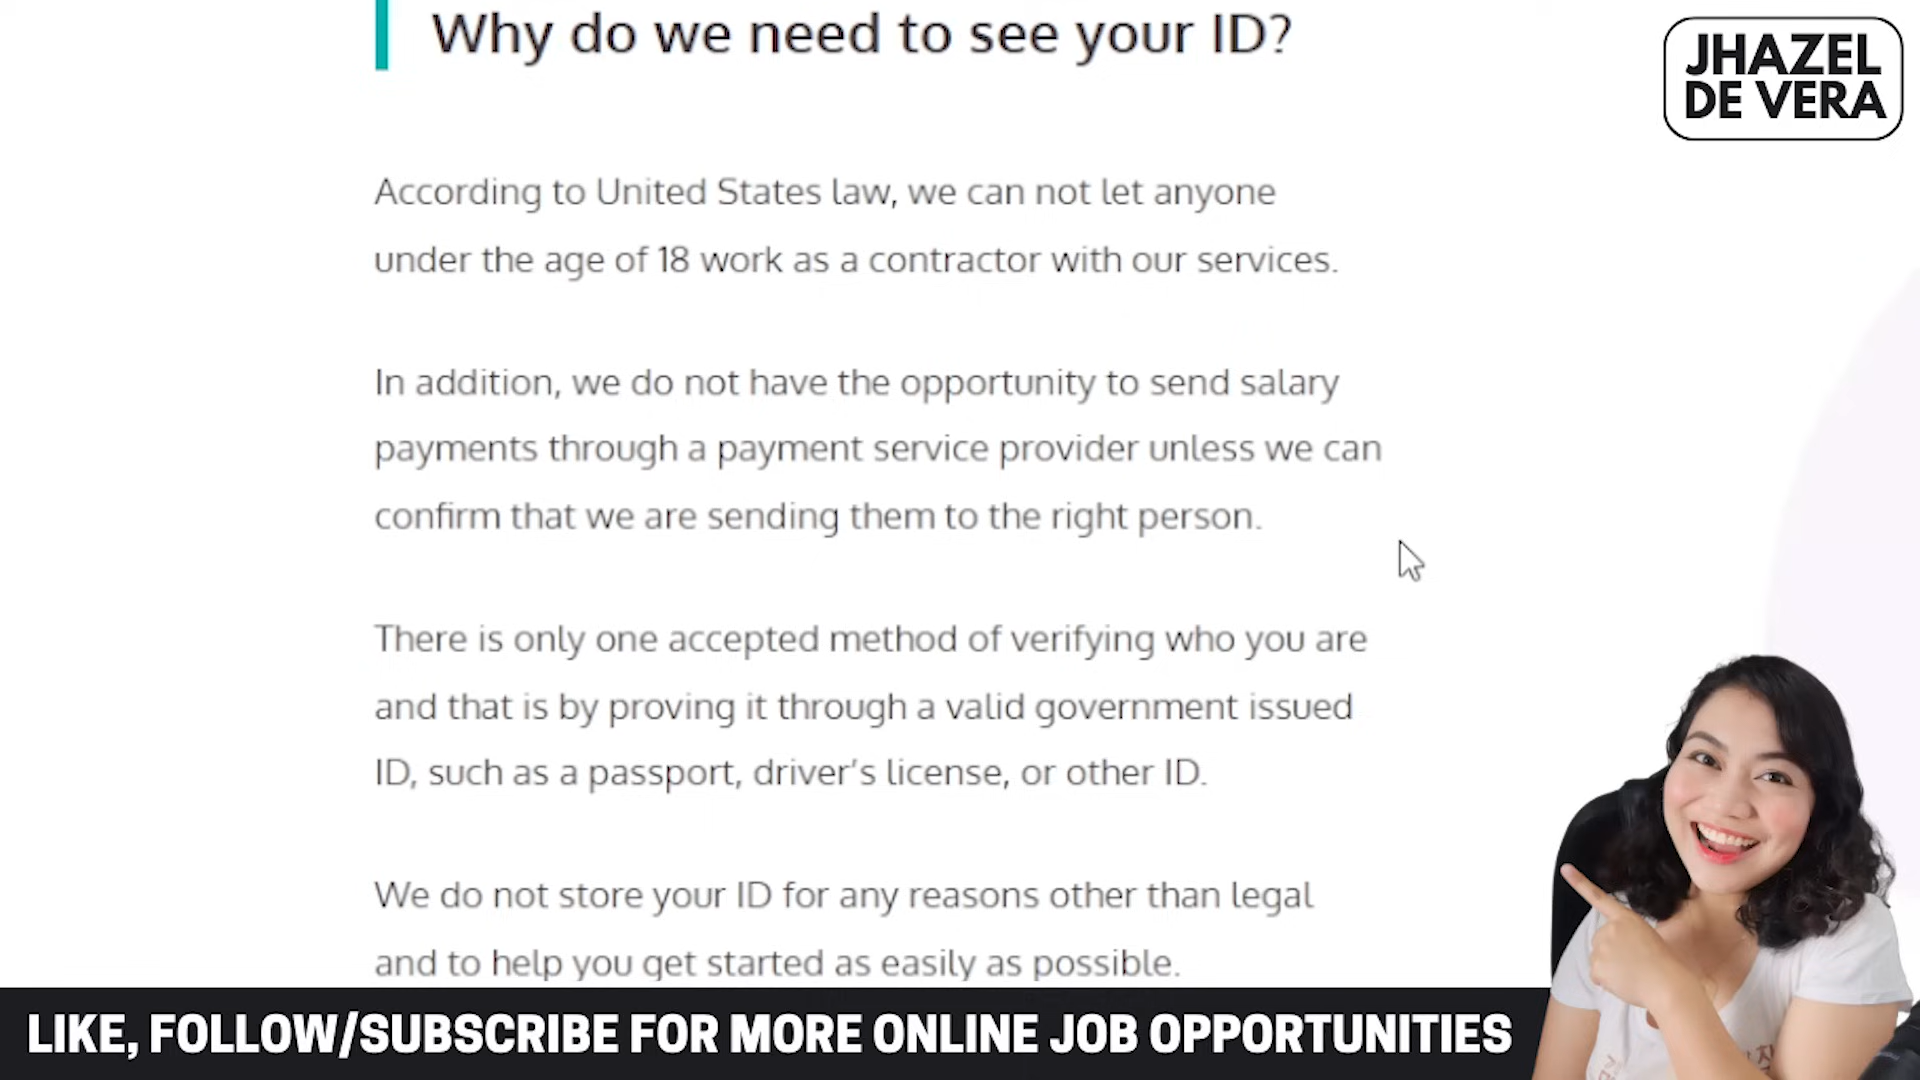 Why do we need to see your ID?
JHAZEL
DE VERA
According to United States law, we can not let anyone
under the age of 18 work as a contractor with our services.
In addition, we do not have the opportunity to send salary
payments through a payment service provider unless we can
confirm that we are sending them to the right person.
There is only one accepted method of verifying who you are
and that is by proving it through a valid government issued
ID, such as a passport, driver's license, or other ID.
We do not store your ID for any reasons other than legal
and to help you get started as easily as possible.
LIKE, FOLLOW/SUBSCRIBE FOR MORE ONLINE JOB OPPORTUNITIES